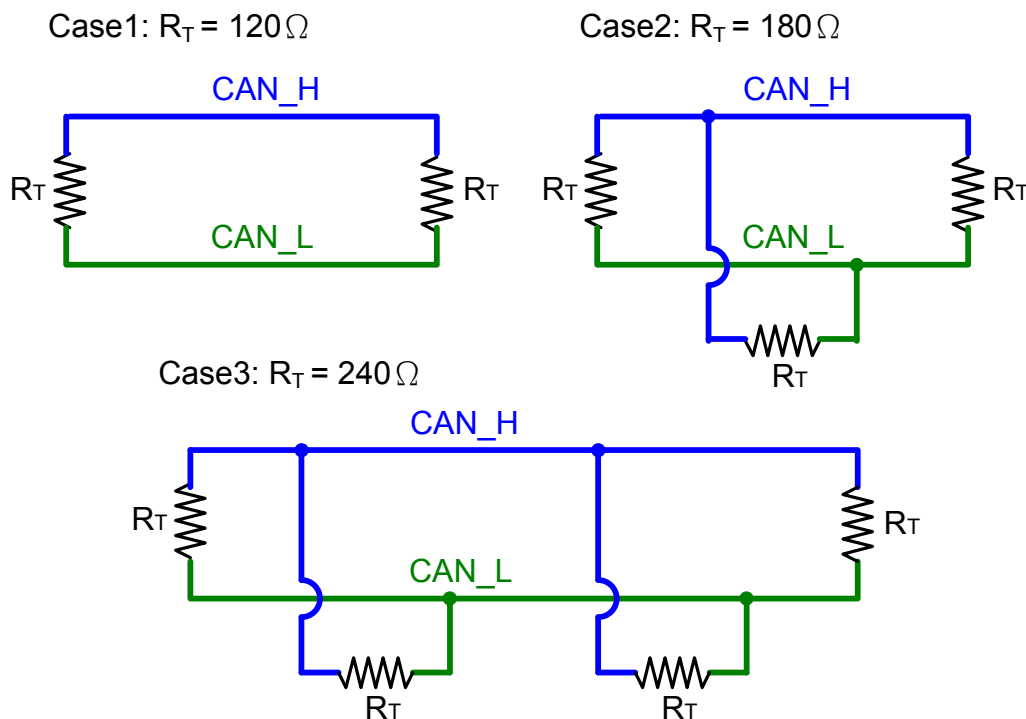 Case1: RT = 120Ω
CAN_H
RT
RT
CAN_L
Case2: RT = 180Ω
CAN_H
RT
RT
CAN_L
RT
Case3: RT = 240Ω
CAN_H
RT
RT
CAN_L
RT
RT